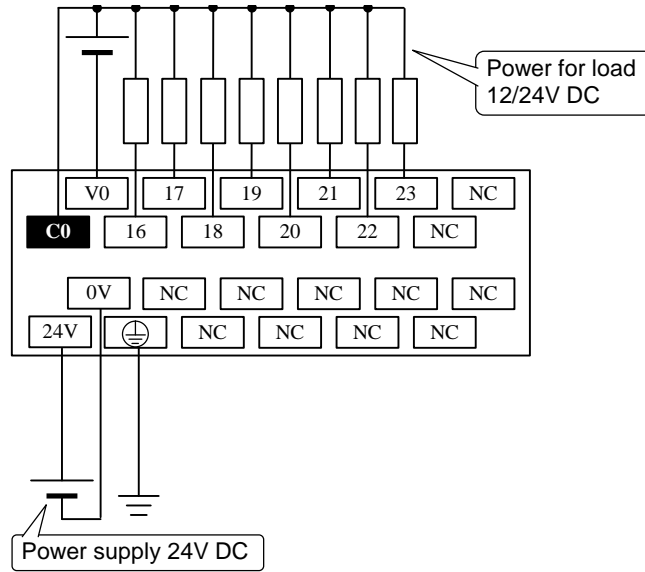 Power for load
12/24V DC
V0 17 19 21 23 NC
C0 16 18 20 22 NC
0V NC NC NC NC NC
24V NC NC NC NC
Power supply 24V DC